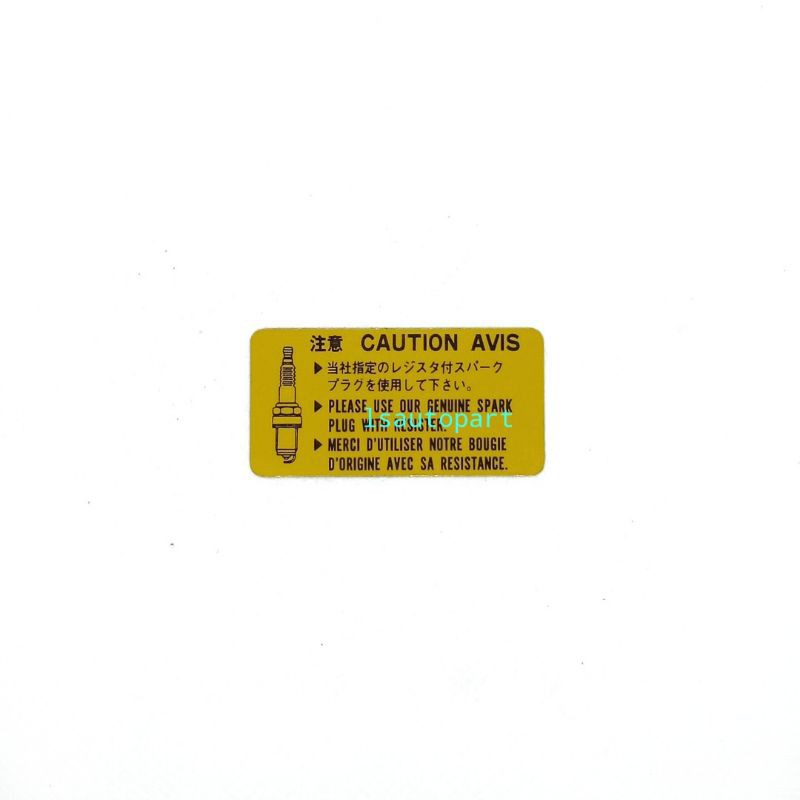 注意 CAUTION AVIS
▶当社指定のレジスタ付スパーク
プラグを使用して下さい。
▶PLEASE USE OUR GENUINE SPARK
PLUG WITH RESISTER.
lsautopart
▶MERCI D'UTILISER NOTRE BOUGIE
D'ORIGINE AVEC SA RESISTANCE.